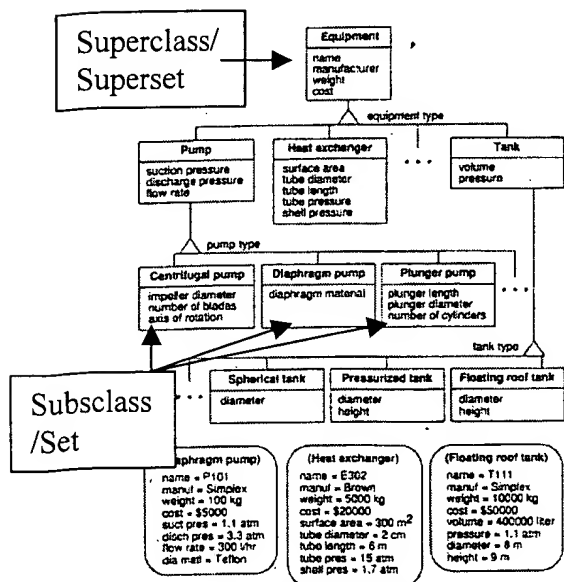 Superclass/
Superset
Equipment
name
manufacturer
weight
cost
equipment type
Pump
suction pressure
discharge pressure
flow rate
Heat exchanger
surface area
tube diameter
tube length
tube pressure
shell pressure
. . .
Tank
volume
pressure
pump type
Centrifugal pump
impeller diameter
number of blades
axis of rotation
Diaphragm pump
diaphragm material
Plunger pump
plunger length
plunger diameter
number of cylinders
. . .
tank type
Subsclass
/Set
. . .
Spherical tank
diameter
Pressurized tank
diameter
height
Floating roof tank
diameter
height
aphragm pump)
name = P101
manuf = Simplex
weight = 100 kg
cost = $5000
suct pres = 1.1 atm
disch pres = 3.3 atm
flow rate = 300 l/hr
dia matl = Teflon
(Heat exchanger)
name = E302
manuf = Brown
weight = 5000 kg
cost = $20000
surface area = 300 m²
tube diameter = 2 cm
tube length = 6 m
tube pres = 15 atm
shell pres = 1.7 atm
(Floating roof tank)
name = T111
manuf = Simplex
weight = 10000 kg
cost = $50000
volume = 400000 liter
pressure = 1.1 atm
diameter = 8 m
height = 9 m